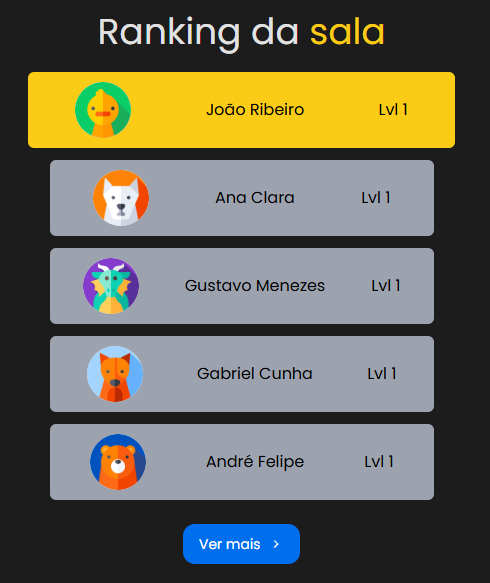 Ranking da sala
João Ribeiro Lvl 1
Ana Clara Lvl 1
Gustavo Menezes Lvl 1
Gabriel Cunha Lvl 1
André Felipe Lvl 1
Ver mais